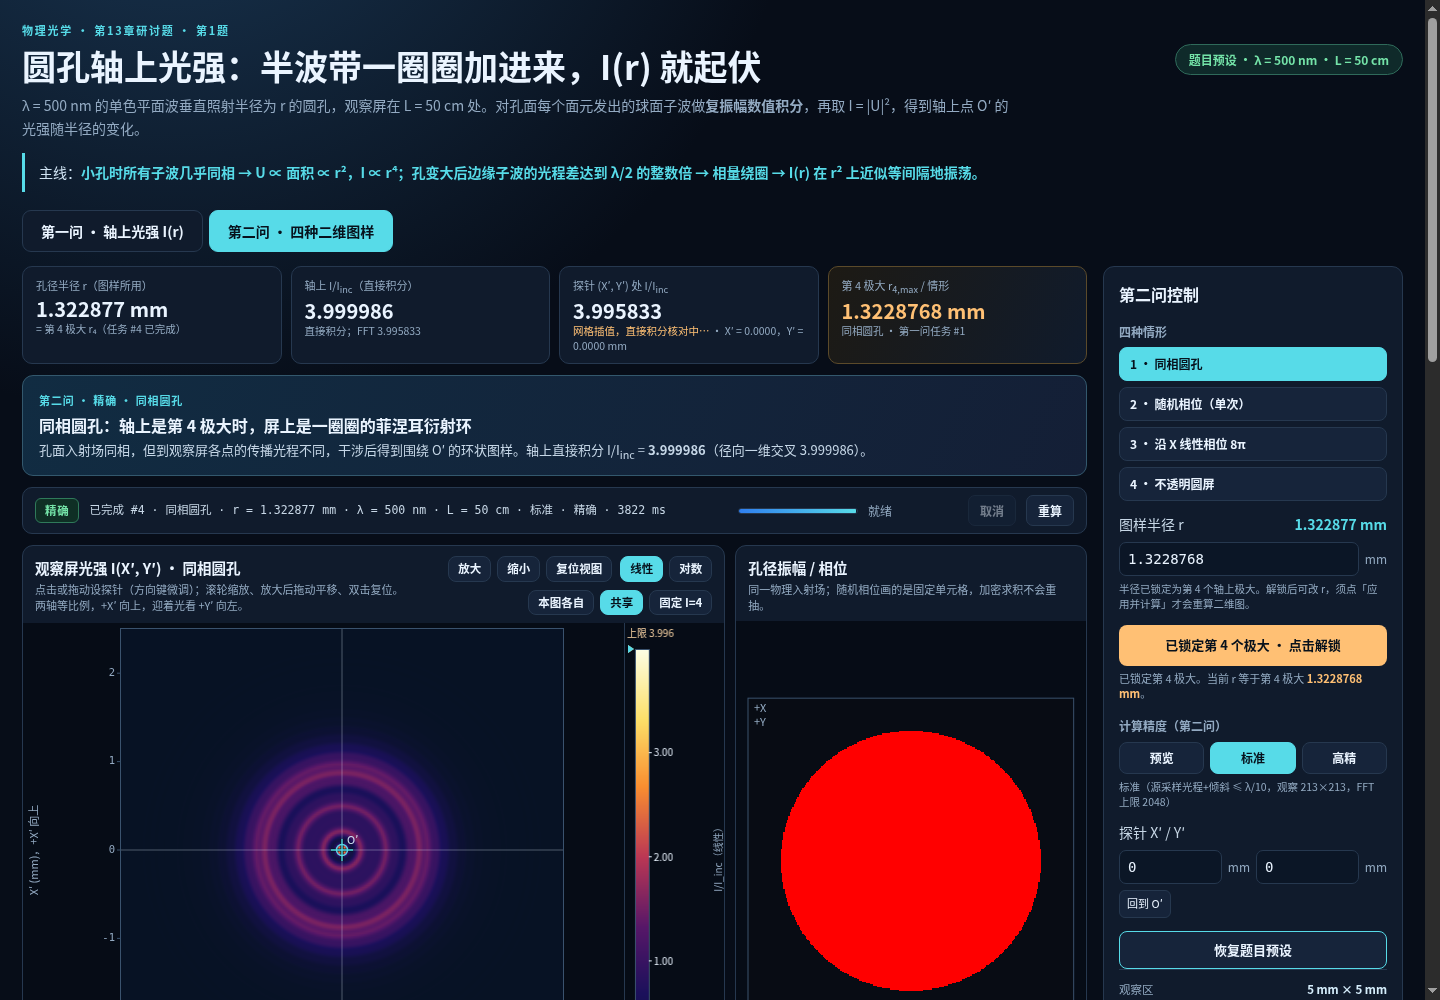 物理光学 · 第13章研讨题 · 第1题
圆孔轴上光强：半波带一圈圈加进来，I(r) 就起伏
题目预设 · λ = 500 nm · L = 50 cm
λ = 500 nm 的单色平面波垂直照射半径为 r 的圆孔，观察屏在 L = 50 cm 处。对孔面每个面元发出的球面子波做复振幅数值积分，再取 I = |U|²，得到轴上点 O′ 的
光强随半径的变化。
主线：小孔时所有子波几乎同相 → U ∝ 面积 ∝ r²，I ∝ r⁴；孔变大后边缘子波的光程差达到 λ/2 的整数倍 → 相量绕圈 → I(r) 在 r² 上近似等间隔地振荡。
第一问 · 轴上光强 I(r)
第二问 · 四种二维图样
孔径半径 r（图样所用）
1.322877 mm
= 第 4 极大 r₄（任务 #4 已完成）
轴上 I/Iinc（直接积分）
3.999986
直接积分；FFT 3.995833
探针 (X′, Y′) 处 I/Iinc
3.995833
网格插值，直接积分核对中⋯ · X′ = 0.0000，Y′ =
0.0000 mm
第 4 极大 r4,max / 情形
1.3228768 mm
同相圆孔 · 第一问任务 #1
第二问 · 精确 · 同相圆孔
同相圆孔：轴上是第 4 极大时，屏上是一圈圈的菲涅耳衍射环
孔面入射场同相，但到观察屏各点的传播光程不同，干涉后得到围绕 O′ 的环状图样。轴上直接积分 I/Iinc = 3.999986（径向一维交叉 3.999986）。
精确
已完成 #4 · 同相圆孔 · r = 1.322877 mm · λ = 500 nm · L = 50 cm · 标准 · 精确 · 3822 ms
就绪
取消
重算
观察屏光强 I(X′, Y′) · 同相圆孔
点击或拖动设探针（方向键微调）；滚轮缩放、放大后拖动平移、双击复位。
两轴等比例，+X′ 向上，迎着光看 +Y′ 向左。
放大
缩小
复位视图
线性
对数
本图各自
共享
固定 I=4
上限 3.996
2
1
0
-1
X′ (mm)，+X′ 向上
O′
3.00
2.00
1.00
I/I_inc（线性）
孔径振幅 / 相位
同一物理入射场；随机相位画的是固定单元格，加密求积不会重
抽。
+X
+Y
第二问控制
四种情形
1 · 同相圆孔
2 · 随机相位（单次）
3 · 沿 X 线性相位 8π
4 · 不透明圆屏
图样半径 r
1.322877 mm
1.3228768
mm
半径已锁定为第 4 个轴上极大。解锁后可改 r，须点「应
用并计算」才会重算二维图。
已锁定第 4 个极大 · 点击解锁
已锁定第 4 极大。当前 r 等于第 4 极大 1.3228768
mm。
计算精度（第二问）
预览
标准
高精
标准（源采样光程+倾斜 ≤ λ/10，观察 213×213，FFT
上限 2048）
探针 X′ / Y′
0
mm
0
mm
回到 O′
恢复题目预设
观察区
5 mm × 5 mm